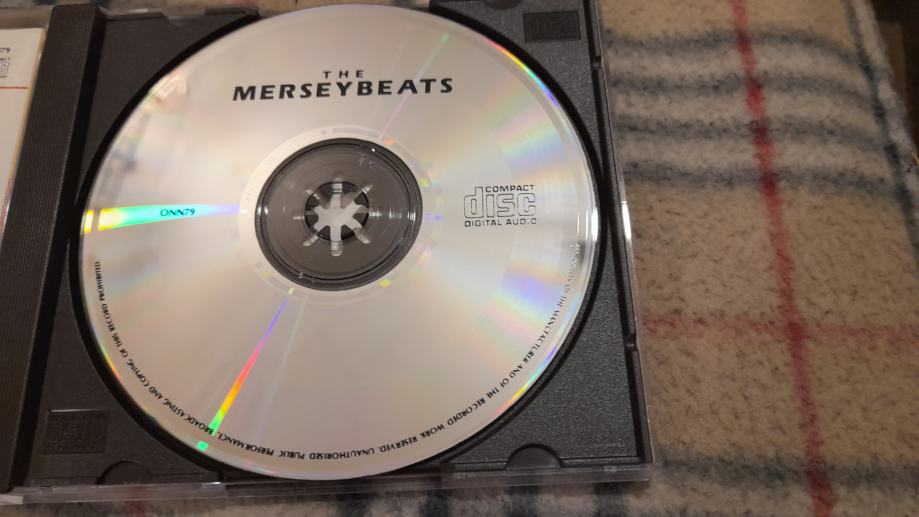 THE
MERSEYBEATS
ONN79
COMPACT
disc
DIGITAL AUDIO
OF THE MANUFACTURER AND OF THE RECORDED WORK RESERVED. UNAUTHORISED PUBLIC PERFORMANCE, BROADCASTING AND COPYING OF THIS RECORD PROHIBITED